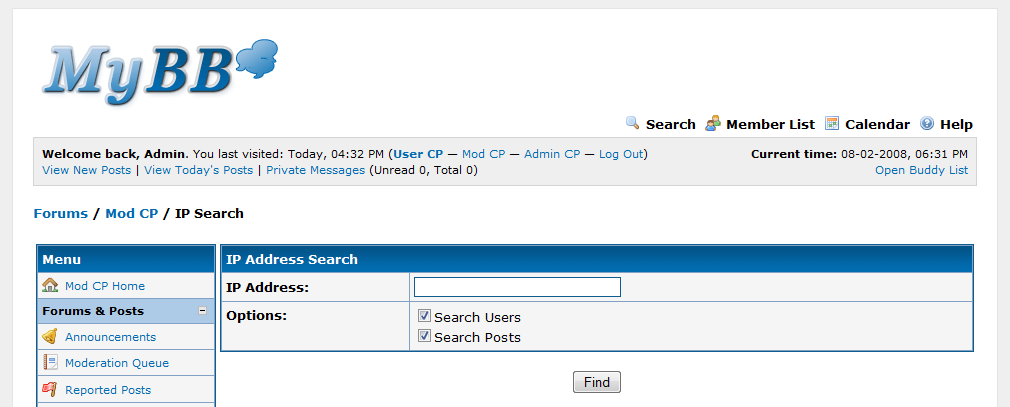 MyBB
Search Member List Calendar Help
Welcome back, Admin. You last visited: Today, 04:32 PM (User CP — Mod CP — Admin CP — Log Out) Current time: 08-02-2008, 06:31 PM
View New Posts | View Today's Posts | Private Messages (Unread 0, Total 0) Open Buddy List
Forums / Mod CP / IP Search
Menu
Mod CP Home
Forums & Posts
Announcements
Moderation Queue
Reported Posts
IP Address Search
IP Address:
Options:
Search Users
Search Posts
Find